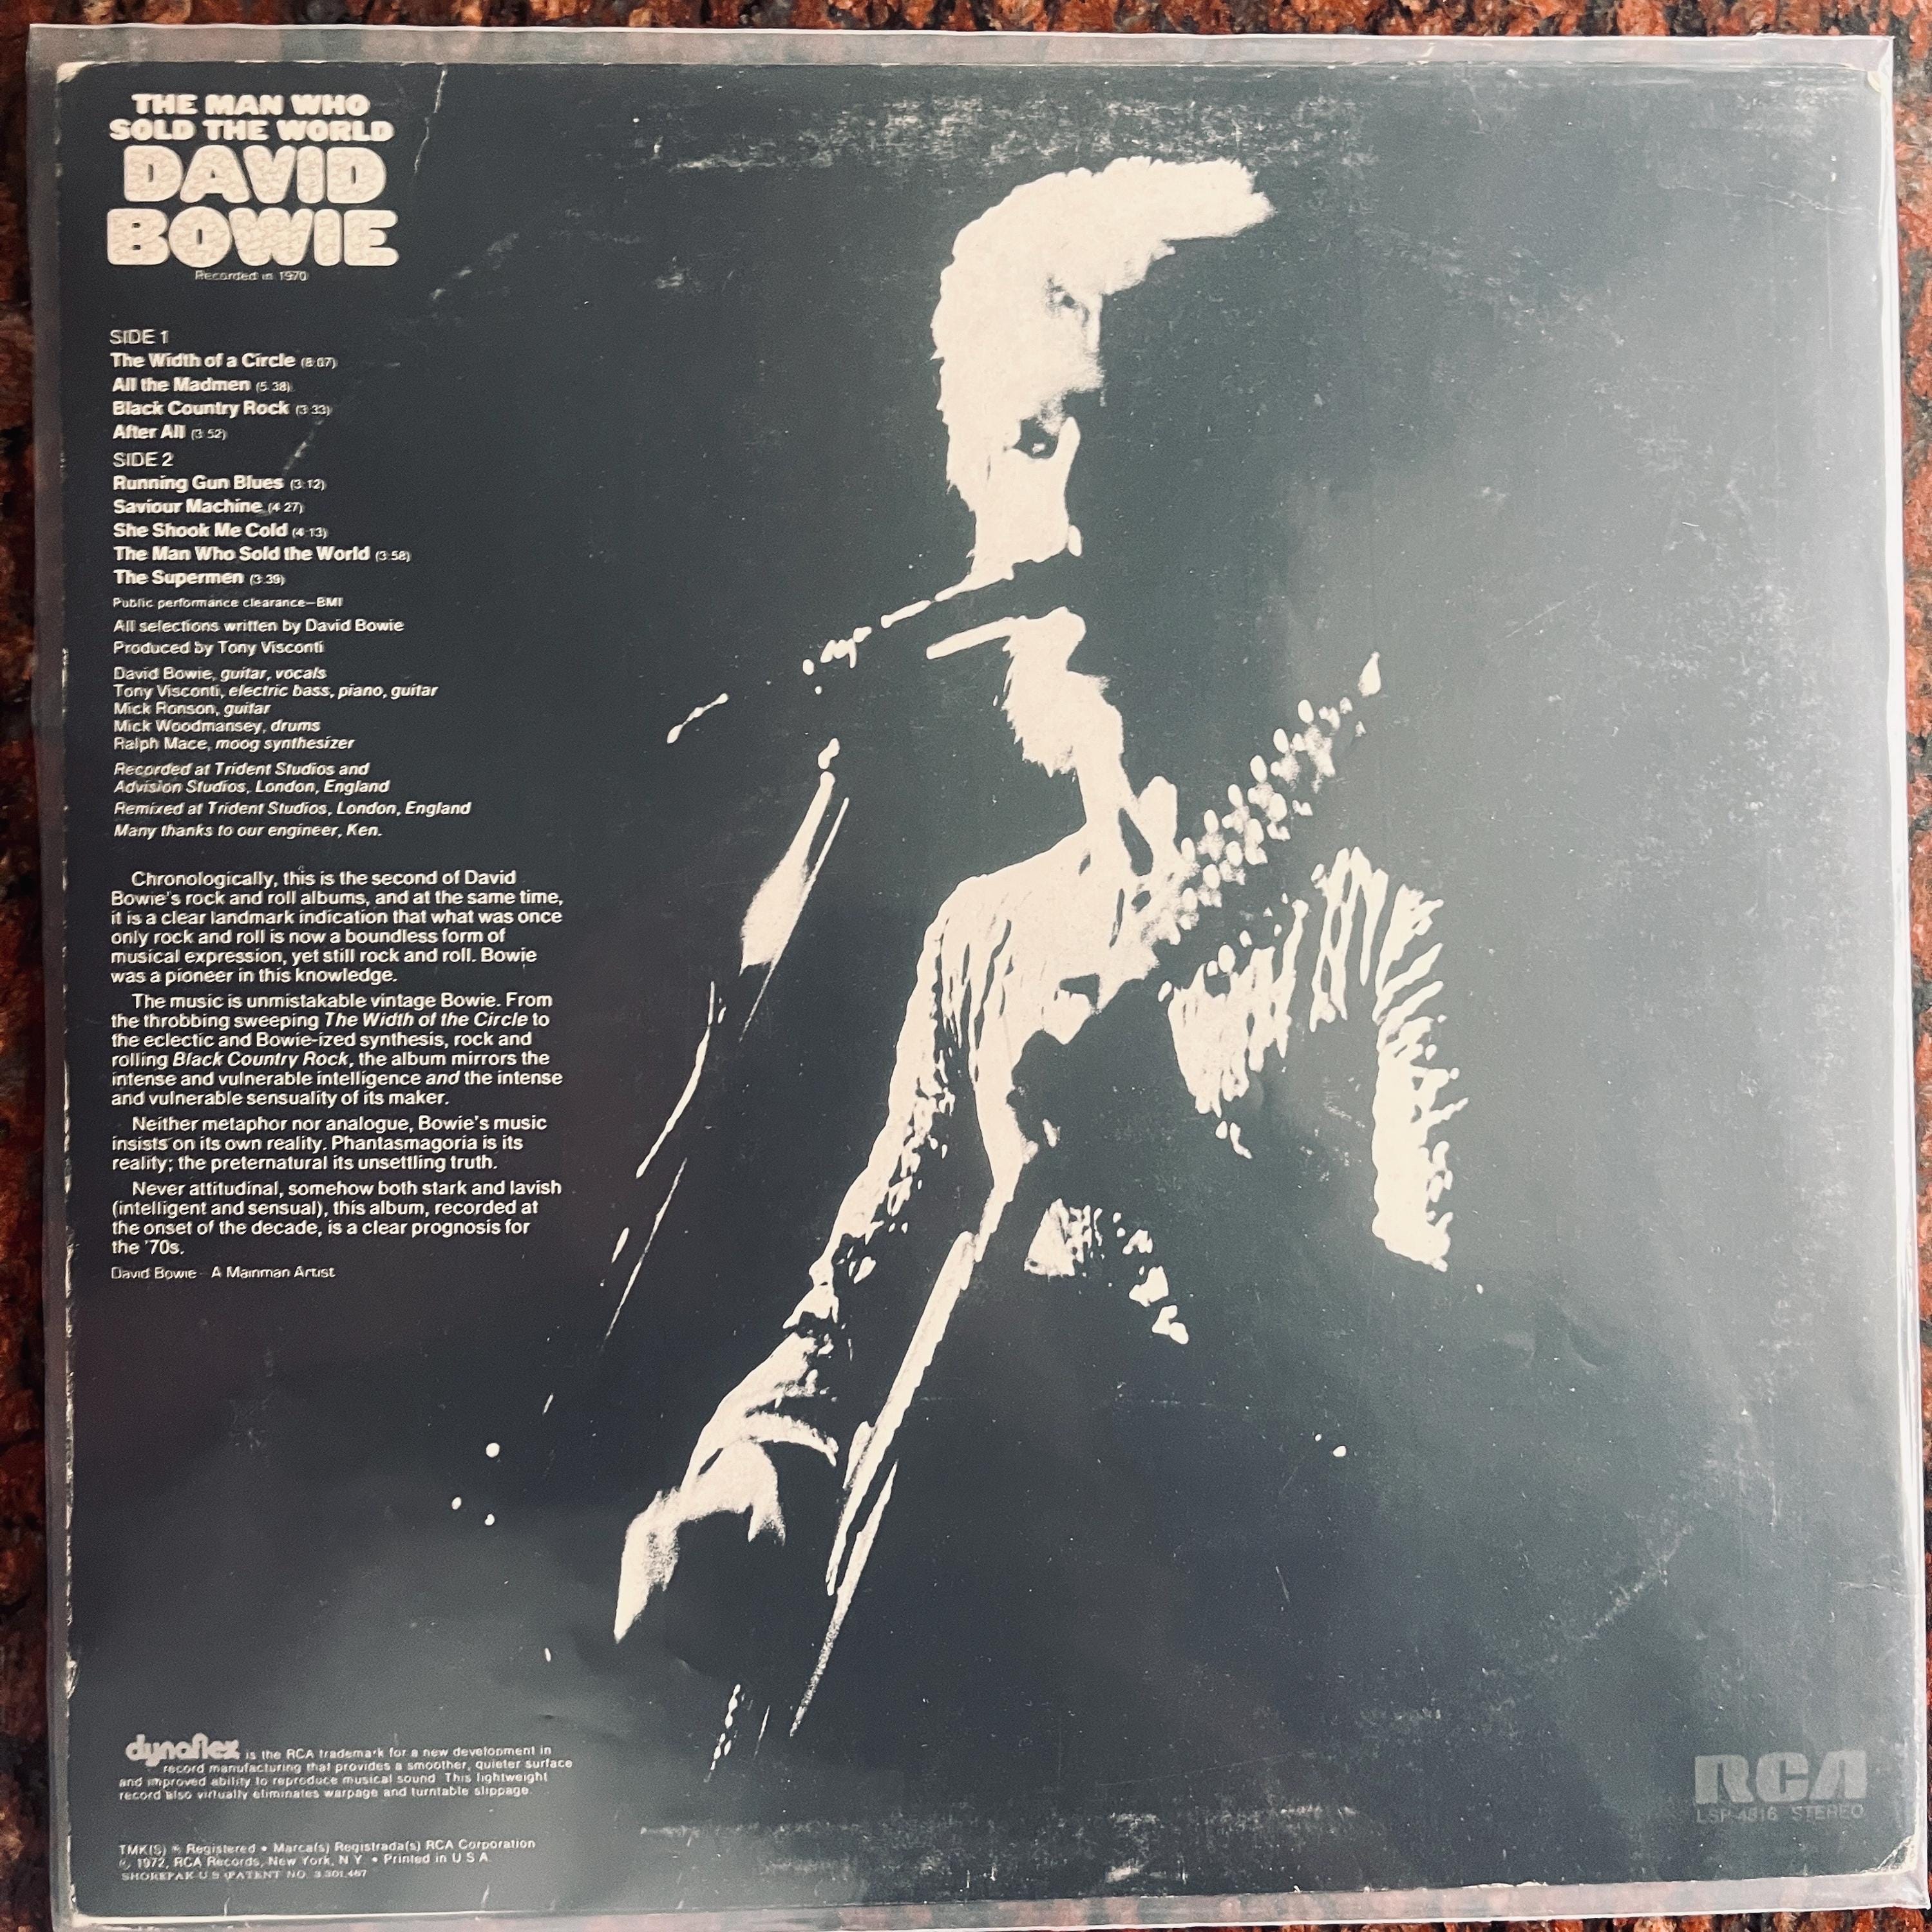 THE MAN WHO
SOLD THE WORLD
DAVID
BOWIE
Recorded in 1970
SIDE 1
The Width of a Circle (8:07)
All the Madmen (5:38)
Black Country Rock (3:33)
After All (3:52)
SIDE 2
Running Gun Blues (3:12)
Saviour Machine (4:27)
She Shook Me Cold (4:13)
The Man Who Sold the World (3:58)
The Supermen (3:39)
Public performance clearance—BMI
All selections written by David Bowie
Produced by Tony Visconti
David Bowie, guitar, vocals
Tony Visconti, electric bass, piano, guitar
Mick Ronson, guitar
Mick Woodmansey, drums
Ralph Mace, moog synthesizer
Recorded at Trident Studios and
Advision Studios, London, England
Remixed at Trident Studios, London, England
Many thanks to our engineer, Ken.
Chronologically, this is the second of David
Bowie's rock and roll albums, and at the same time,
it is a clear landmark indication that what was once
only rock and roll is now a boundless form of
musical expression, yet still rock and roll. Bowie
was a pioneer in this knowledge.
The music is unmistakable vintage Bowie. From
the throbbing sweeping The Width of the Circle to
the eclectic and Bowie-ized synthesis, rock and
rolling Black Country Rock, the album mirrors the
intense and vulnerable intelligence and the intense
and vulnerable sensuality of its maker.
Neither metaphor nor analogue, Bowie's music
insists on its own reality. Phantasmagoria is its
reality; the preternatural its unsettling truth.
Never attitudinal, somehow both stark and lavish
(intelligent and sensual), this album, recorded at
the onset of the decade, is a clear prognosis for
the '70s.
David Bowie—A Mainman Artist
dynaflex is the RCA trademark for a new development in
record manufacturing that provides a smoother, quieter surface
and improved ability to reproduce musical sound. This lightweight
record also virtually eliminates warpage and turntable slippage.
TMK(S) ® Registered • Marca(s) Registrada(s) RCA Corporation
℗ 1972, RCA Records, New York, N.Y. • Printed in U.S.A.
SHOREPAK U.S. PATENT NO. 3,301,467
RCA
LSP-4816 STEREO